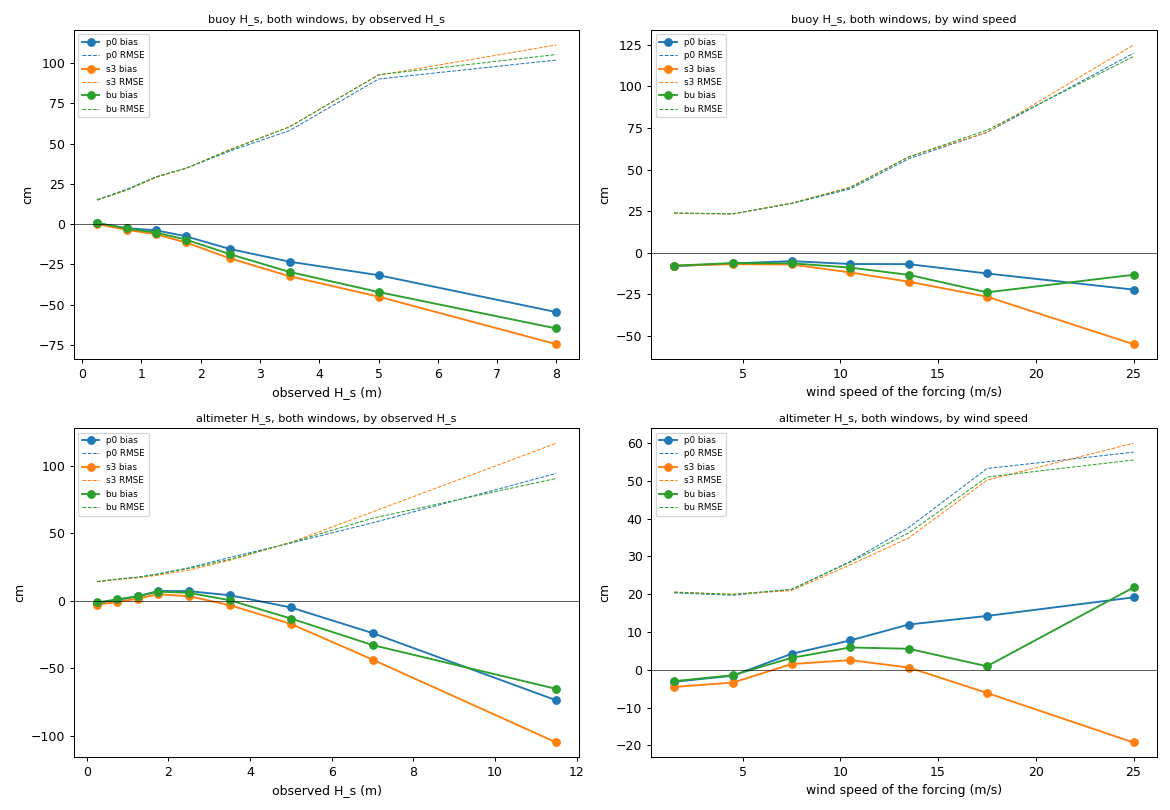 buoy H_s, both windows, by observed H_s
p0 bias
p0 RMSE
s3 bias
s3 RMSE
bu bias
bu RMSE
100
75
50
25
0
−25
−50
−75
cm
0 1 2 3 4 5 6 7 8
observed H_s (m)
buoy H_s, both windows, by wind speed
p0 bias
p0 RMSE
s3 bias
s3 RMSE
bu bias
bu RMSE
125
100
75
50
25
0
−25
−50
cm
5 10 15 20 25
wind speed of the forcing (m/s)
altimeter H_s, both windows, by observed H_s
p0 bias
p0 RMSE
s3 bias
s3 RMSE
bu bias
bu RMSE
100
50
0
−50
−100
cm
0 2 4 6 8 10 12
observed H_s (m)
altimeter H_s, both windows, by wind speed
p0 bias
p0 RMSE
s3 bias
s3 RMSE
bu bias
bu RMSE
60
50
40
30
20
10
0
−10
−20
cm
5 10 15 20 25
wind speed of the forcing (m/s)